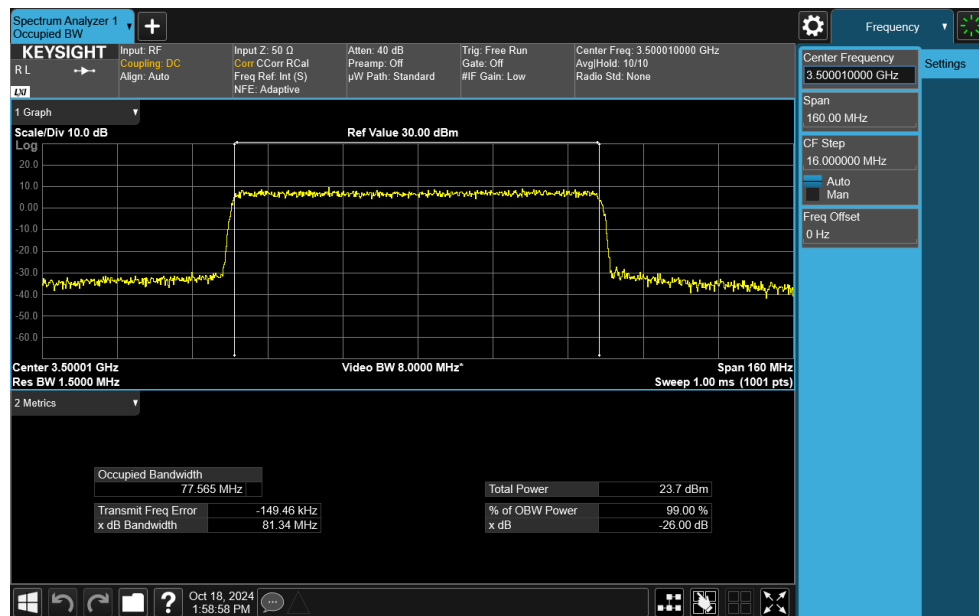 Spectrum Analyzer 1
Occupied BW
+
Frequency
KEYSIGHT
R L
LXI
Input: RF
Coupling: DC
Align: Auto
Input Z: 50 Ω
Corr CCorr RCal
Freq Ref: Int (S)
NFE: Adaptive
Atten: 40 dB
Preamp: Off
µW Path: Standard
Trig: Free Run
Gate: Off
#IF Gain: Low
Center Freq: 3.500010000 GHz
Avg|Hold: 10/10
Radio Std: None
Center Frequency
3.500010000 GHz
Settings
Span
160.00 MHz
CF Step
16.000000 MHz
Auto
Man
Freq Offset
0 Hz
1 Graph
Scale/Div 10.0 dB
Ref Value 30.00 dBm
Log
20.0
10.0
0.00
-10.0
-20.0
-30.0
-40.0
-50.0
-60.0
Center 3.50001 GHz
Video BW 8.0000 MHz*
Span 160 MHz
Res BW 1.5000 MHz
Sweep 1.00 ms (1001 pts)
2 Metrics
Occupied Bandwidth
77.565 MHz
Total Power 23.7 dBm
Transmit Freq Error -149.46 kHz
% of OBW Power 99.00 %
x dB Bandwidth 81.34 MHz
x dB -26.00 dB
?
Oct 18, 2024
1:58:58 PM